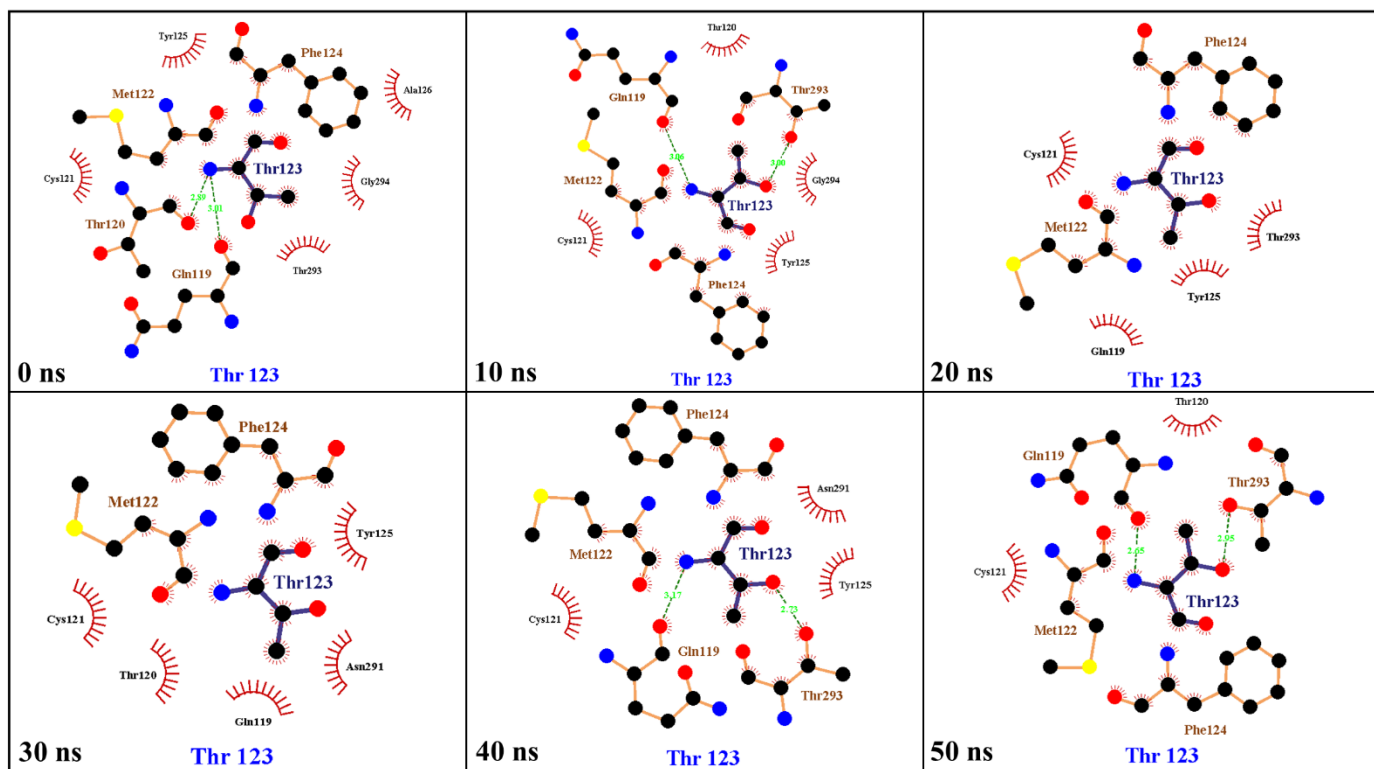 Tyr125
Phe124
Ala126
Met122
Cys121
Thr123
Gly294
2.89
3.01
Thr120
Thr293
Gln119
0 ns
Thr 123
Thr120
Thr293
Gln119
3.06
3.00
Met122
Gly294
Thr123
Cys121
Tyr125
Phe124
10 ns
Thr 123
Phe124
Cys121
Thr123
Met122
Thr293
Tyr125
Gln119
20 ns
Thr 123
Phe124
Met122
Tyr125
Thr123
Cys121
Thr120
Asn291
Gln119
30 ns
Thr 123
Phe124
Asn291
Met122
Thr123
Tyr125
3.17
2.73
Cys121
Gln119
Thr293
40 ns
Thr 123
Thr120
Gln119
Thr293
2.95
Cys121
Thr123
Met122
Phe124
50 ns
Thr 123